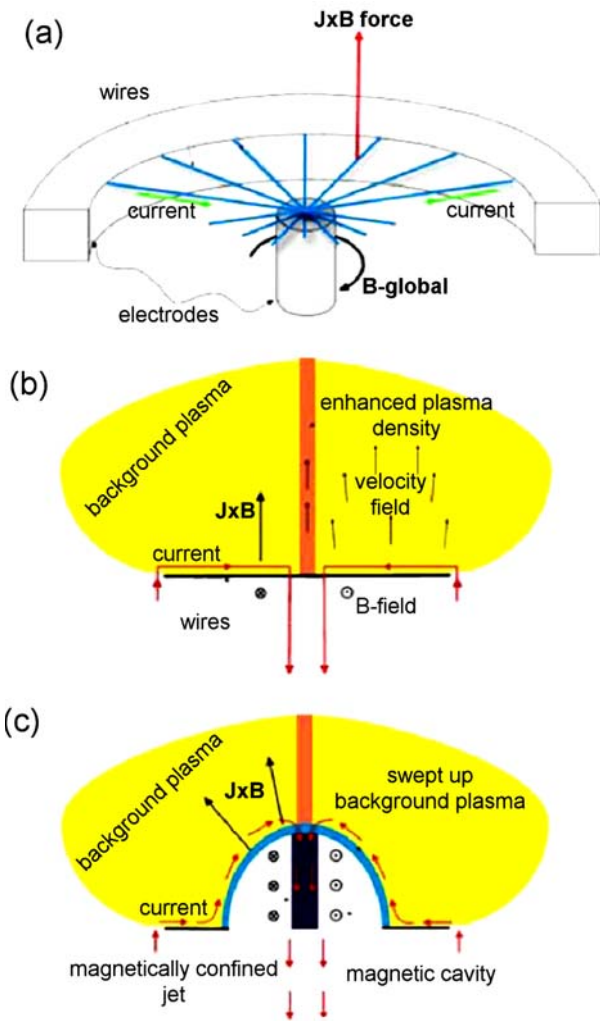 (a)
JxB force
wires
current
current
B-global
electrodes
(b)
background plasma
enhanced plasma
density
velocity
field
JxB
current
wires
B-field
(c)
background plasma
JxB
swept up
background plasma
current
magnetically confined
jet
magnetic cavity